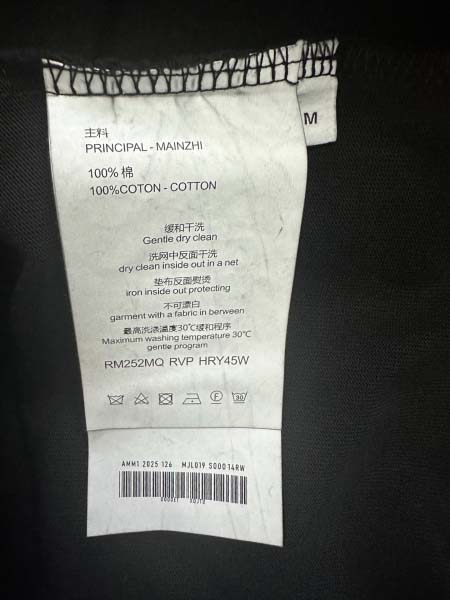 M
主料
PRINCIPAL - MAINZHI
100% 棉
100%COTON - COTTON
缓和干洗
Gentle dry clean
洗网中反面干洗
dry clean inside out in a net
垫布反面熨烫
iron inside out protecting
不可漂白
garment with a fabric in berween
最高洗涤温度30℃缓和程序
Maximum washing temperature 30℃
gentle program
RM252MQ RVP HRY45W
AMM1 2025 126 MJL019 S00014RW